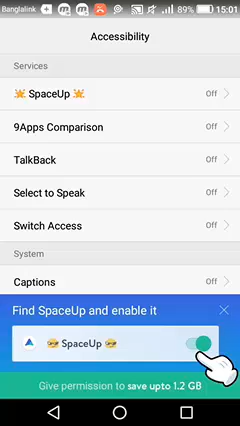 Banglalink 89% 15:01
Accessibility
Services
SpaceUp Off
9Apps Comparison Off
TalkBack Off
Select to Speak Off
Switch Access Off
System
Captions Off
Find SpaceUp and enable it
SpaceUp
Give permission to save upto 1.2 GB